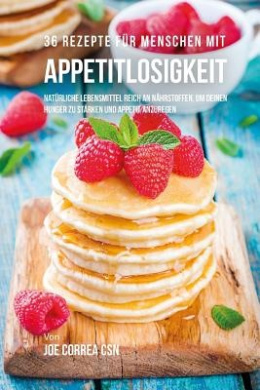 36 REZEPTE FÜR MENSCHEN MIT
APPETITLOSIGKEIT
NATÜRLICHE LEBENSMITTEL REICH AN NÄHRSTOFFEN, UM DEINEN
HUNGER ZU STÄRKEN UND APPETIT ANZUREGEN
Von
JOE CORREA CSN